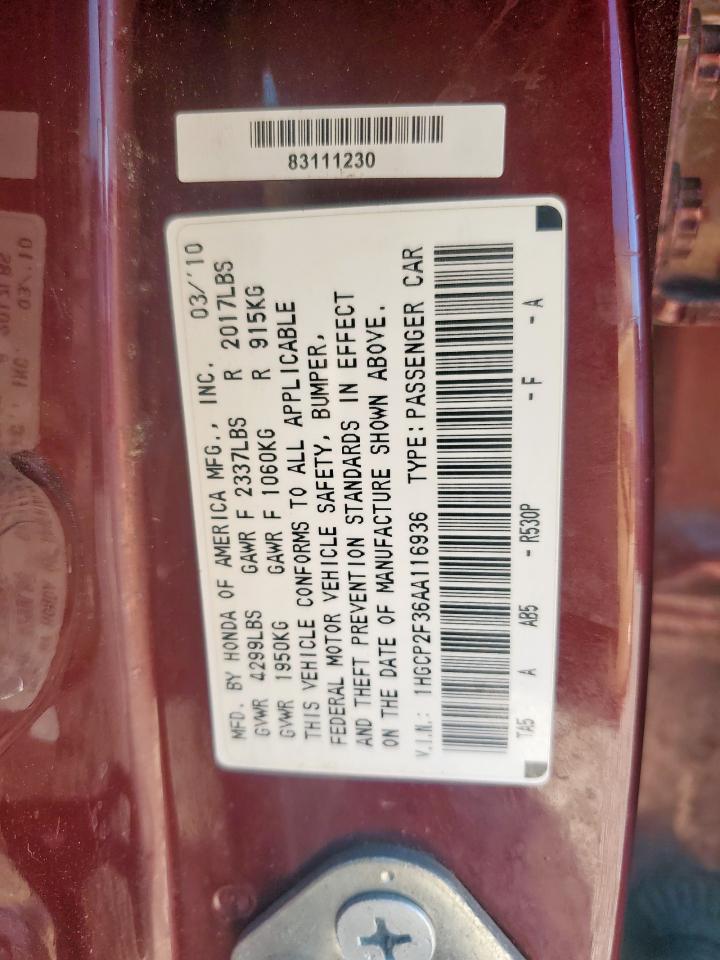 83111230
MFD. BY HONDA OF AMERICA MFG., INC. 03/'10
GVWR 4299LBS GAWR F 2337LBS R 2017LBS
GVWR 1950KG GAWR F 1060KG R 915KG
THIS VEHICLE CONFORMS TO ALL APPLICABLE
FEDERAL MOTOR VEHICLE SAFETY, BUMPER,
AND THEFT PREVENTION STANDARDS IN EFFECT
ON THE DATE OF MANUFACTURE SHOWN ABOVE.
V.I.N.: 1HGCP2F36AA116936 TYPE: PASSENGER CAR
TA5 A AB5 - R530P - F - A